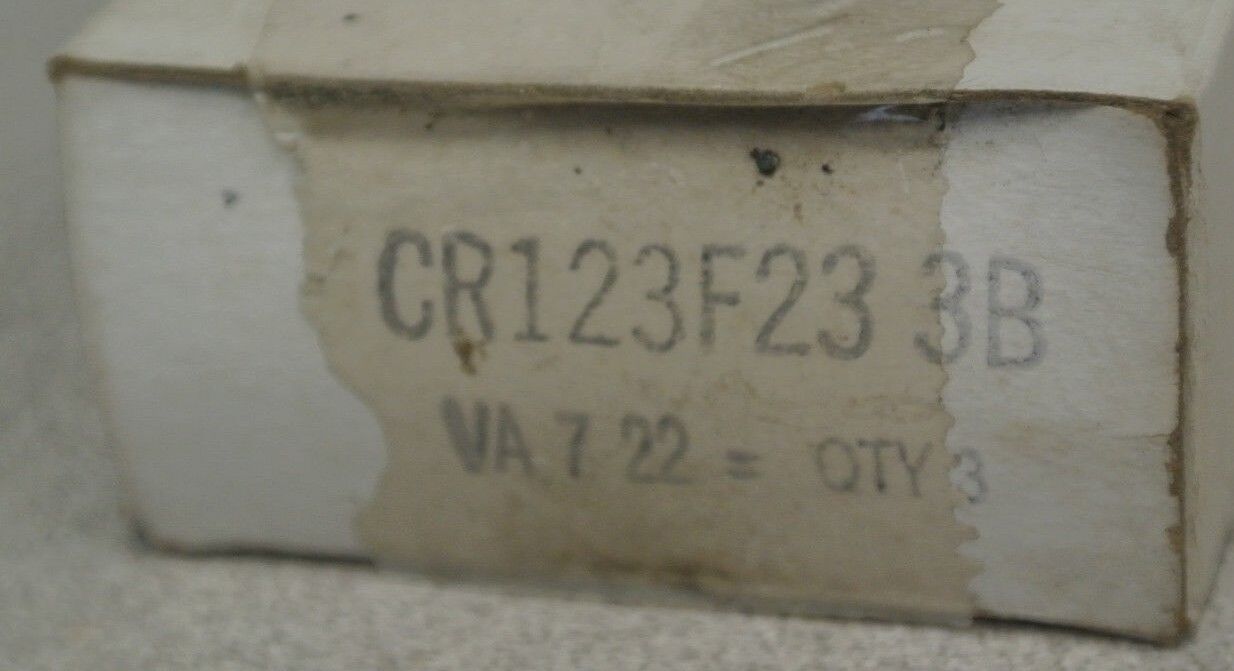 CR123F23 3B
VA 7 22 = QTY 3